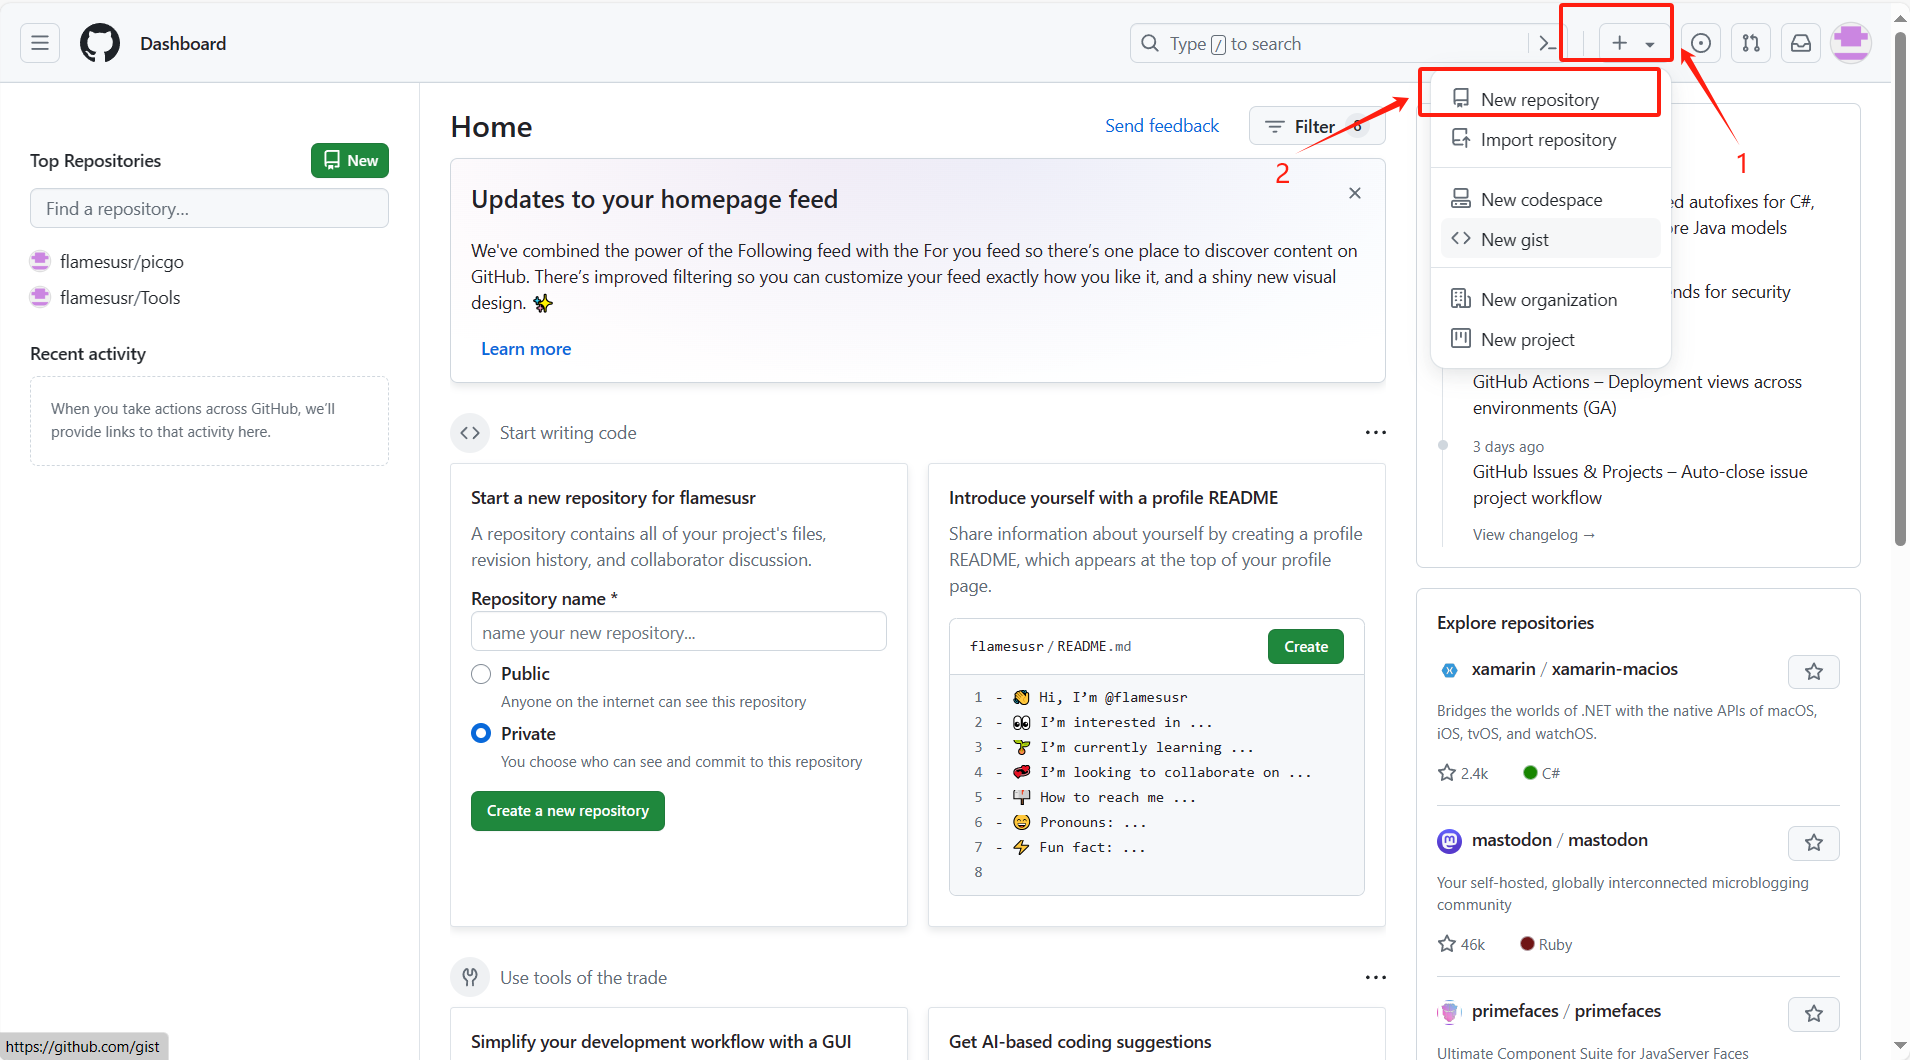 Dashboard
Type / to search
1
2
New repository
Import repository
New codespace
New gist
New organization
New project
Top Repositories
New
Find a repository...
flamesusr/picgo
flamesusr/Tools
Recent activity
When you take actions across GitHub, we'll
provide links to that activity here.
Home
Send feedback
Filter
Updates to your homepage feed
We've combined the power of the Following feed with the For you feed so there's one place to discover content on
GitHub. There's improved filtering so you can customize your feed exactly how you like it, and a shiny new visual
design. ✨
Learn more
Start writing code
Start a new repository for flamesusr
A repository contains all of your project's files,
revision history, and collaborator discussion.
Repository name *
name your new repository...
Public
Anyone on the internet can see this repository
Private
You choose who can see and commit to this repository
Create a new repository
Introduce yourself with a profile README
Share information about yourself by creating a profile
README, which appears at the top of your profile
page.
flamesusr / README.md
Create
1 - 👋 Hi, I'm @flamesusr
2 - 👀 I'm interested in ...
3 - 🌱 I'm currently learning ...
4 - 💞️ I'm looking to collaborate on ...
5 - 📫 How to reach me ...
6 - 😄 Pronouns: ...
7 - ⚡ Fun fact: ...
8
Use tools of the trade
Simplify your development workflow with a GUI
Get AI-based coding suggestions
autofixes for C#,
Java models
for security
GitHub Actions – Deployment views across
environments (GA)
3 days ago
GitHub Issues & Projects – Auto-close issue
project workflow
View changelog →
Explore repositories
xamarin / xamarin-macios
Bridges the worlds of .NET with the native APIs of macOS,
iOS, tvOS, and watchOS.
2.4k C#
mastodon / mastodon
Your self-hosted, globally interconnected microblogging
community
46k Ruby
primefaces / primefaces
Ultimate Component Suite for JavaServer Faces
https://github.com/gist